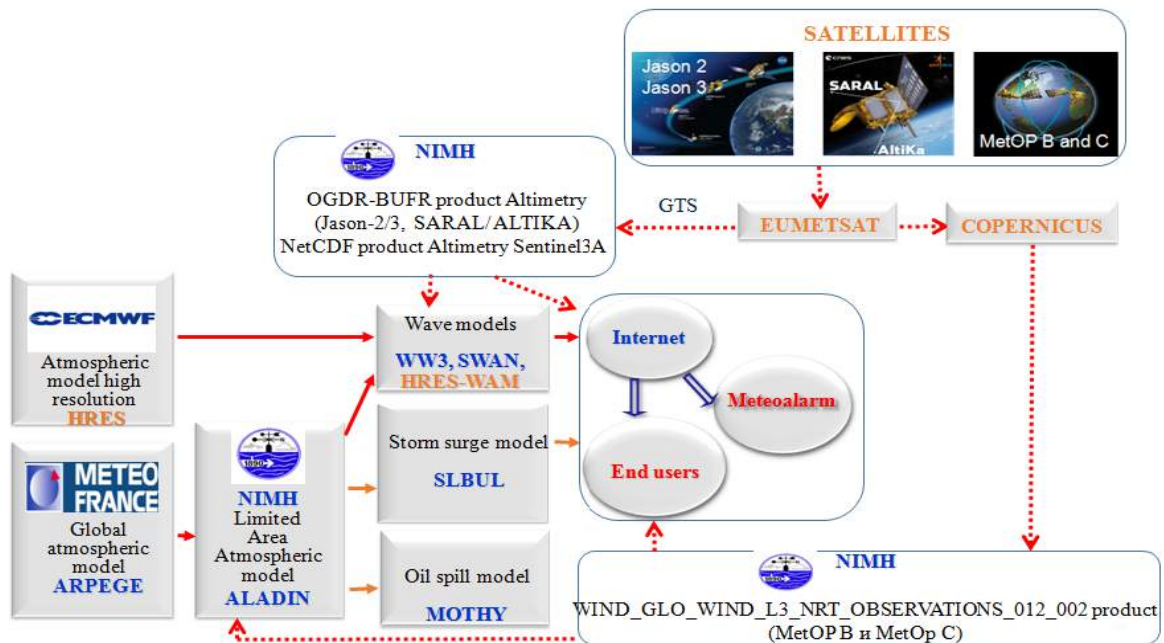 SATELLITES
Jason 2
Jason 3
SARAL
AltiKa
MetOP B and C
NIMH
OGDR-BUFR product Altimetry
(Jason-2/3, SARAL/ALTIKA)
NetCDF product Altimetry Sentinel3A
GTS
EUMETSAT
COPERNICUS
ECMWF
Atmospheric
model high
resolution
HRES
Wave models
WW3, SWAN,
HRES-WAM
Internet
Meteoalarm
End users
METEO
FRANCE
Global
atmospheric
model
ARPEGE
1890
NIMH
Limited
Area
Atmospheric
model
ALADIN
Storm surge model
SLBUL
Oil spill model
MOTHY
NIMH
WIND_GLO_WIND_L3_NRT_OBSERVATIONS_012_002 product
(MetOP B и MetOp C)